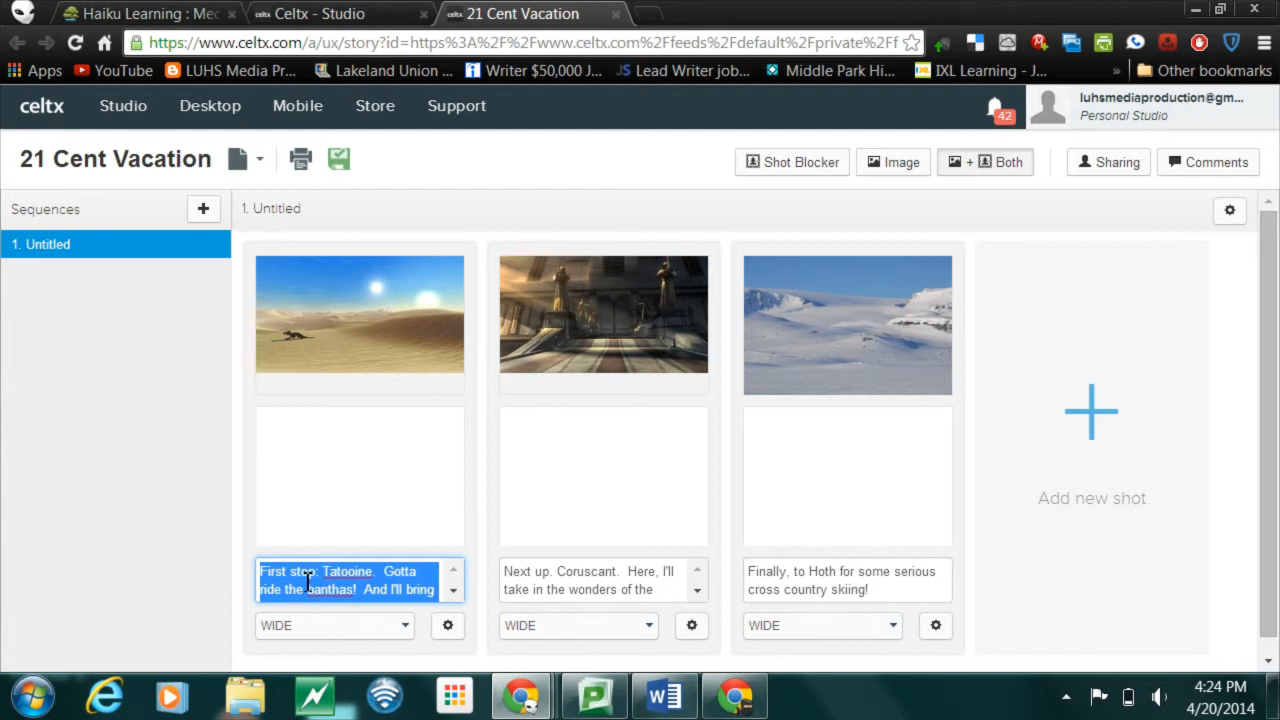 Haiku Learning : Mec
celtx Celtx - Studio
celtx 21 Cent Vacation
https://www.celtx.com/a/ux/story?id=https%3A%2F%2Fwww.celtx.com%2Ffeeds%2Fdefault%2Fprivate%2Ff
Apps YouTube LUHS Media Pr... Lakeland Union ... Writer $50,000 J... JS Lead Writer job... Middle Park Hi... IXL Learning - J... » Other bookmarks
celtx Studio Desktop Mobile Store Support
42
luhsmediaproduction@gm...
Personal Studio
21 Cent Vacation
Shot Blocker Image + Both Sharing Comments
Sequences +
1. Untitled
1. Untitled
First stop: Tatooine. Gotta
ride the banthas! And I'll bring
WIDE
Next up. Coruscant. Here, I'll
take in the wonders of the
WIDE
Finally, to Hoth for some serious
cross country skiing!
WIDE
Add new shot
4:24 PM
4/20/2014